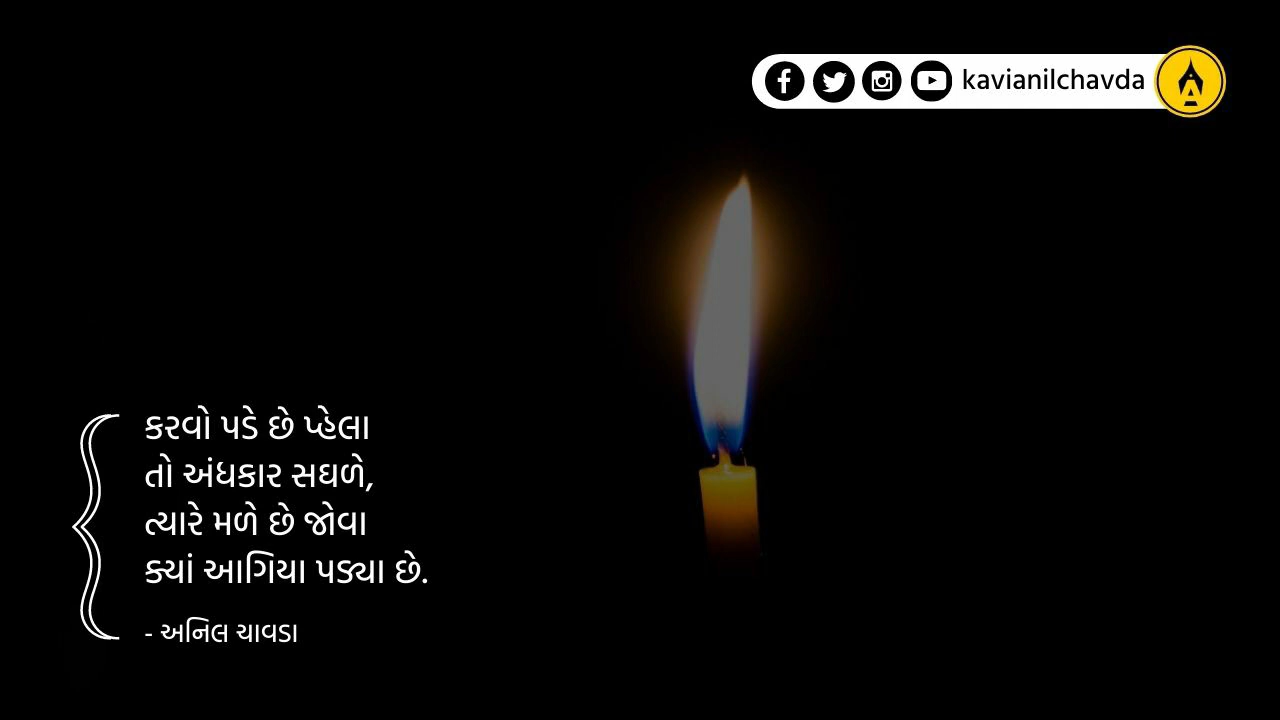 kavianilchavda
કરવો પડે છે પ્હેલા
તો અંધકાર સઘળે,
ત્યારે મળે છે જોવા
ક્યાં આગિયા પડ્યા છે.
- અનિલ ચાવડા